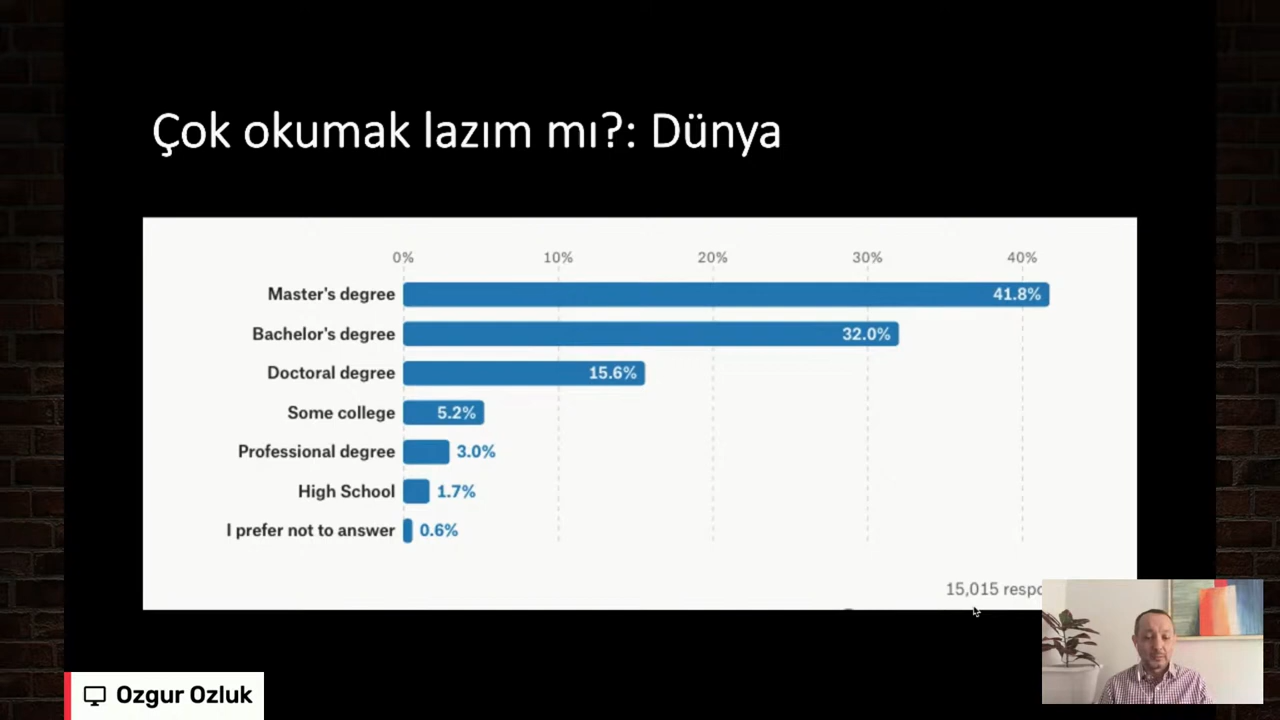 Çok okumak lazım mı?: Dünya
0% 10% 20% 30% 40%
Master's degree 41.8%
Bachelor's degree 32.0%
Doctoral degree 15.6%
Some college 5.2%
Professional degree 3.0%
High School 1.7%
I prefer not to answer 0.6%
15,015 respo
Ozgur Ozluk